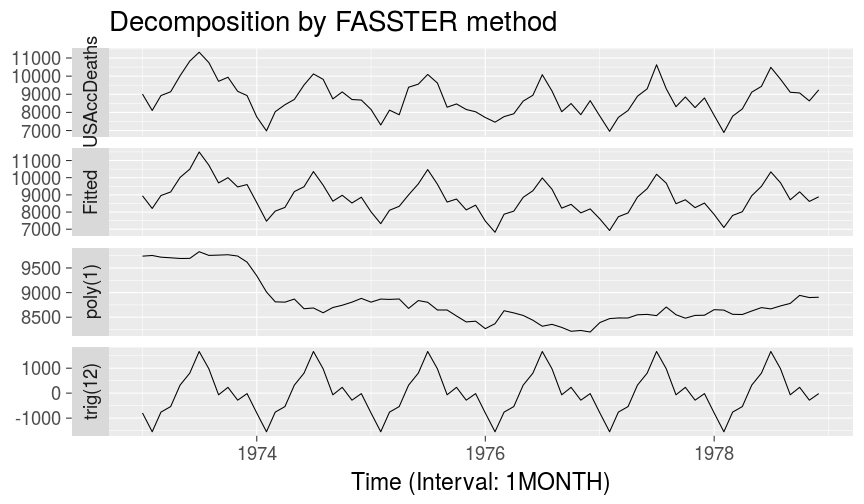 Decomposition by FASSTER method
USAccDeaths
11000
10000
9000
8000
7000
Fitted
11000
10000
9000
8000
7000
poly(1)
9500
9000
8500
trig(12)
1000
0
-1000
1974 1976 1978
Time (Interval: 1MONTH)